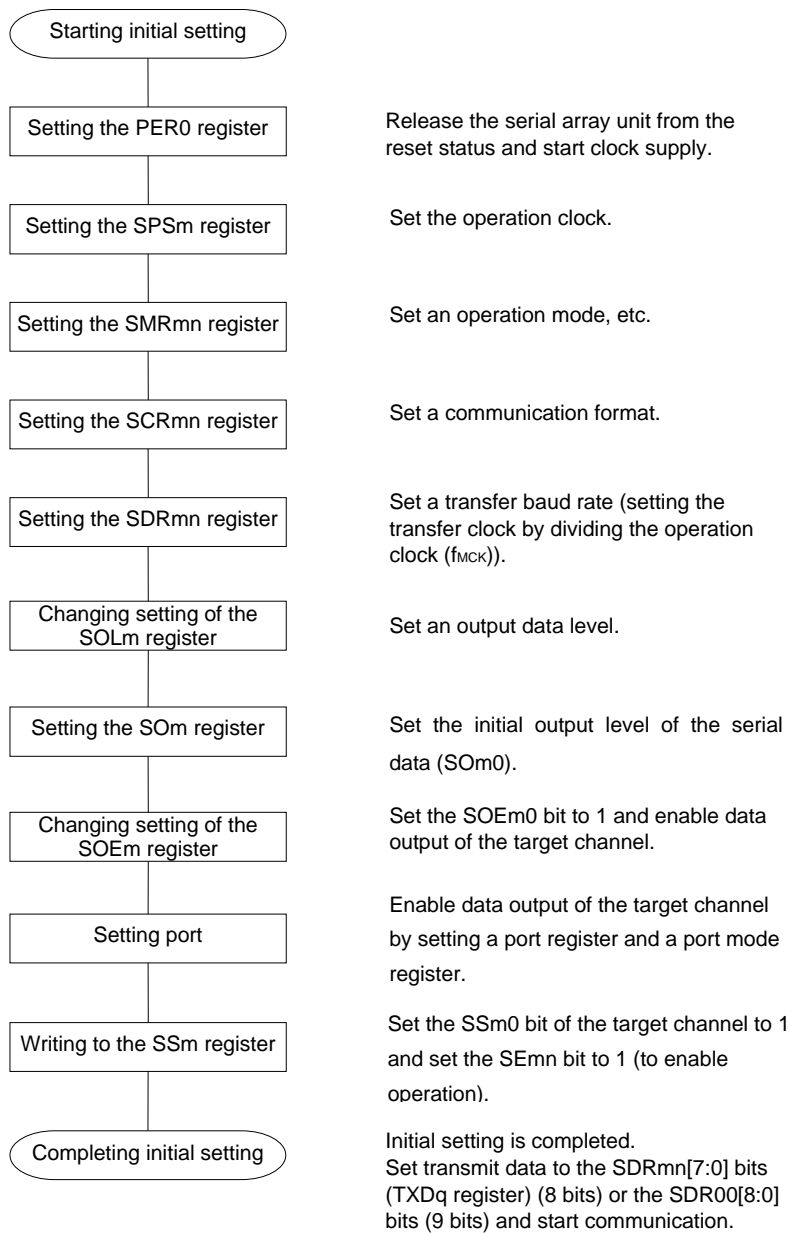 Starting initial setting
Setting the PER0 register
Release the serial array unit from the
reset status and start clock supply.
Setting the SPSm register
Set the operation clock.
Setting the SMRmn register
Set an operation mode, etc.
Setting the SCRmn register
Set a communication format.
Setting the SDRmn register
Set a transfer baud rate (setting the
transfer clock by dividing the operation
clock (fMCK)).
Changing setting of the
SOLm register
Set an output data level.
Setting the SOm register
Set the initial output level of the serial
data (SOm0).
Changing setting of the
SOEm register
Set the SOEm0 bit to 1 and enable data
output of the target channel.
Setting port
Enable data output of the target channel
by setting a port register and a port mode
register.
Writing to the SSm register
Set the SSm0 bit of the target channel to 1
and set the SEmn bit to 1 (to enable
operation).
Completing initial setting
Initial setting is completed.
Set transmit data to the SDRmn[7:0] bits
(TXDq register) (8 bits) or the SDR00[8:0]
bits (9 bits) and start communication.